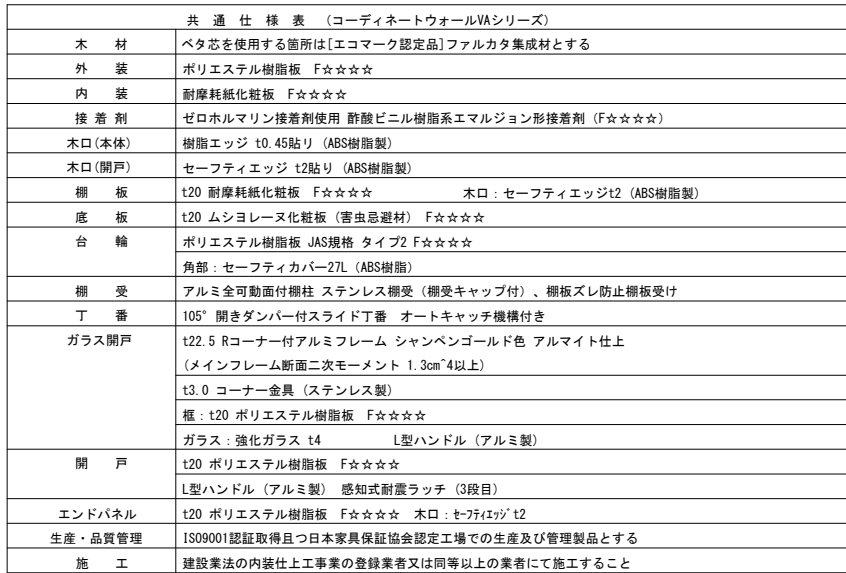 共 通 仕 様 表 （コーディネートウォールVAシリーズ）
木 材 ベタ芯を使用する箇所は[エコマーク認定品]ファルカタ集成材とする
外 装 ポリエステル樹脂板 F☆☆☆☆
内 装 耐摩耗紙化粧板 F☆☆☆☆
接 着 剤 ゼロホルマリン接着剤使用 酢酸ビニル樹脂系エマルジョン形接着剤（F☆☆☆☆）
木口(本体) 樹脂エッジ t0.45貼り（ABS樹脂製）
木口(開戸) セーフティエッジ t2貼り（ABS樹脂製）
棚 板 t20 耐摩耗紙化粧板 F☆☆☆☆ 木口：セーフティエッジt2（ABS樹脂製）
底 板 t20 ムシヨレーヌ化粧板（害虫忌避材） F☆☆☆☆
台 輪 ポリエステル樹脂板 JAS規格 タイプ2 F☆☆☆☆
角部：セーフティカバー27L（ABS樹脂）
棚 受 アルミ全可動面付棚柱 ステンレス棚受（棚受キャップ付）、棚板ズレ防止棚板受け
丁 番 105°開きダンパー付スライド丁番 オートキャッチ機構付き
ガラス開戸 t22.5 Rコーナー付アルミフレーム シャンペンゴールド色 アルマイト仕上
(メインフレーム断面二次モーメント 1.3cm^4以上)
t3.0 コーナー金具（ステンレス製）
框：t20 ポリエステル樹脂板 F☆☆☆☆
ガラス：強化ガラス t4 L型ハンドル（アルミ製）
開 戸 t20 ポリエステル樹脂板 F☆☆☆☆
L型ハンドル（アルミ製） 感知式耐震ラッチ（3段目）
エンドパネル t20 ポリエステル樹脂板 F☆☆☆☆ 木口：ｾｰﾌﾃｨｴｯｼﾞt2
生産・品質管理 ISO9001認証取得且つ日本家具保証協会認定工場での生産及び管理製品とする
施 工 建設業法の内装仕上工事業の登録業者又は同等以上の業者にて施工すること